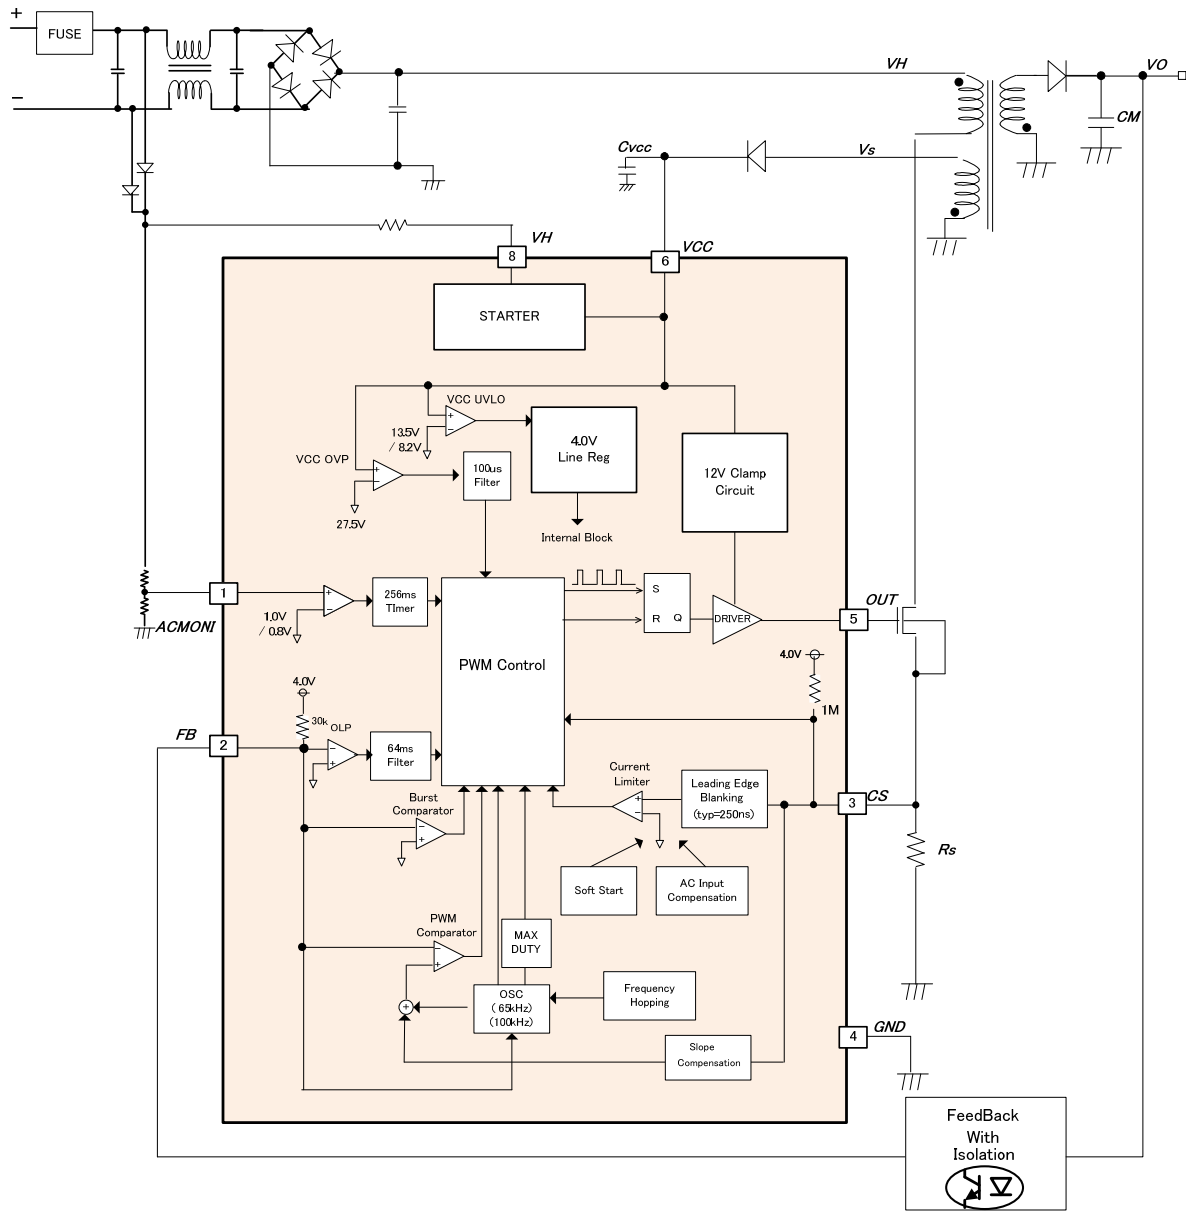 +
FUSE
−
VH
VO
CM
Cvcc
Vs
VH
VCC
8
6
STARTER
VCC UVLO
+
−
13.5V
/ 8.2V
4.0V
Line Reg
VCC OVP
+
−
27.5V
100us
Filter
12V Clamp
Circuit
Internal Block
1
ACMONI
+
−
1.0V
/ 0.8V
256ms
TImer
PWM Control
S
R
Q
DRIVER
OUT
5
4.0V
1M
4.0V
30k
OLP
FB
2
−
+
64ms
Filter
Burst
Comparator
−
+
Current
Limiter
+
−
Leading Edge
Blanking
(typ=250ns)
3
CS
Rs
Soft Start
AC Input
Compensation
PWM
Comparator
−
+
MAX
DUTY
+
OSC
( 65kHz)
(100kHz)
Frequency
Hopping
Slope
Compensation
4
GND
FeedBack
With
Isolation